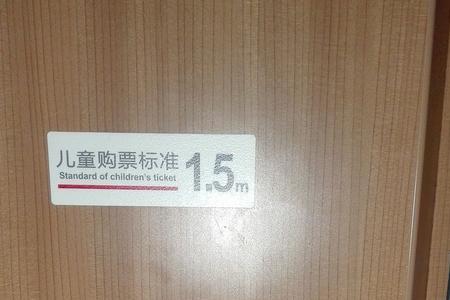 儿童购票标准 1.5m
Standard of children's ticket